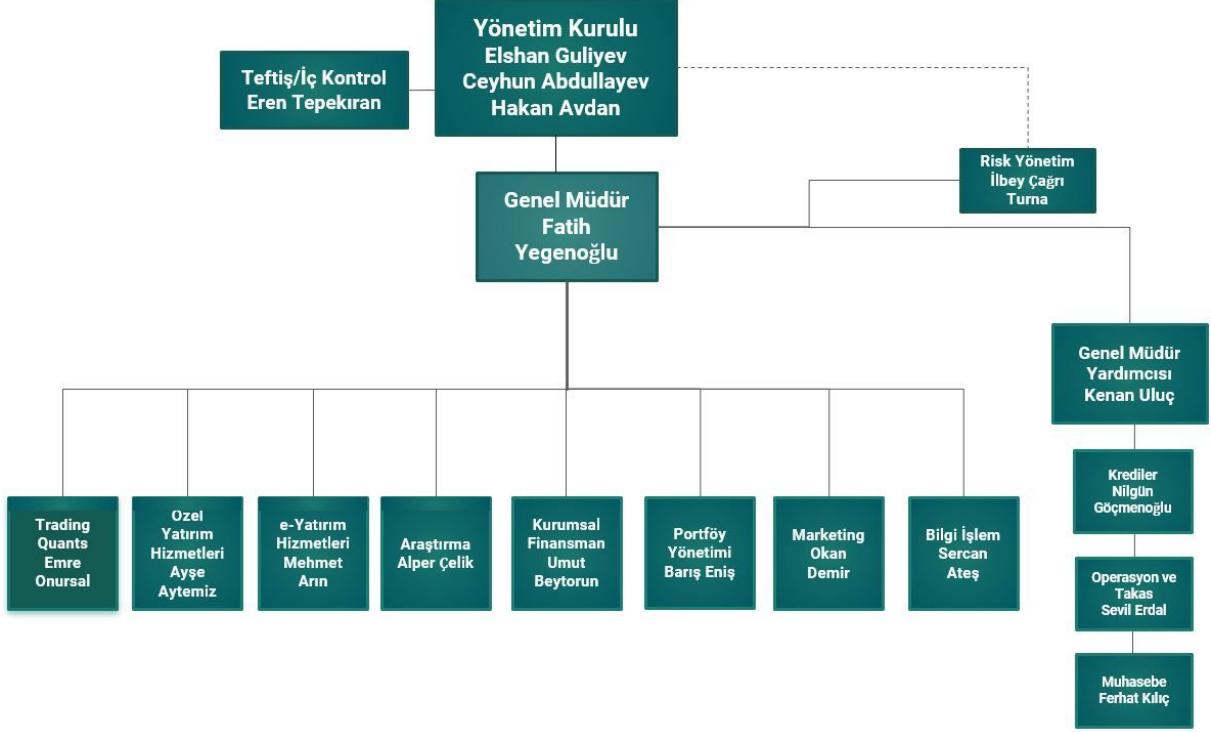 Yönetim Kurulu
Elshan Guliyev
Ceyhun Abdullayev
Hakan Avdan
Teftiş/İç Kontrol
Eren Tepekıran
Risk Yönetim
İlbey Çağrı
Turna
Genel Müdür
Fatih
Yegenoğlu
Genel Müdür
Yardımcısı
Kenan Uluç
Krediler
Nilgün
Göçmenoğlu
Operasyon ve
Takas
Sevil Erdal
Muhasebe
Ferhat Kılıç
Trading
Quants
Emre
Onursal
Özel
Yatırım
Hizmetleri
Ayşe
Aytemiz
e-Yatırım
Hizmetleri
Mehmet
Arın
Araştırma
Alper Çelik
Kurumsal
Finansman
Umut
Beytorun
Portföy
Yönetimi
Barış Eniş
Marketing
Okan
Demir
Bilgi İşlem
Sercan
Ateş